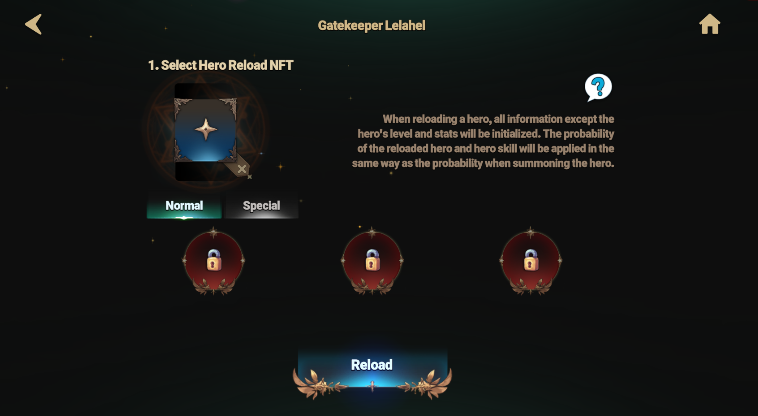 Gatekeeper Lelahel
1. Select Hero Reload NFT
?
When reloading a hero, all information except the
hero's level and stats will be initialized. The probability
of the reloaded hero and hero skill will be applied in the
same way as the probability when summoning the hero.
Normal
Special
Reload